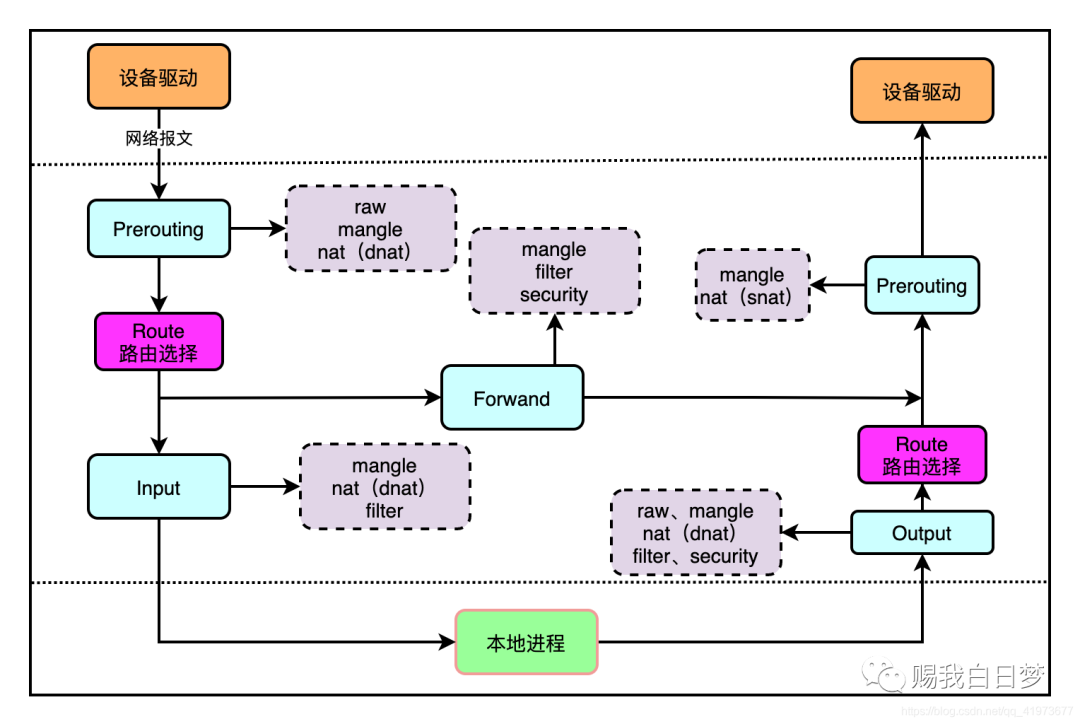 设备驱动
设备驱动
网络报文
Prerouting
raw
mangle
nat（dnat）
mangle
filter
security
mangle
nat（snat）
Prerouting
Route
路由选择
Forwand
Route
路由选择
Input
mangle
nat（dnat）
filter
raw、mangle
nat（dnat）
filter、security
Output
本地进程
赐我白日梦
https://blog.csdn.net/qq_41973677